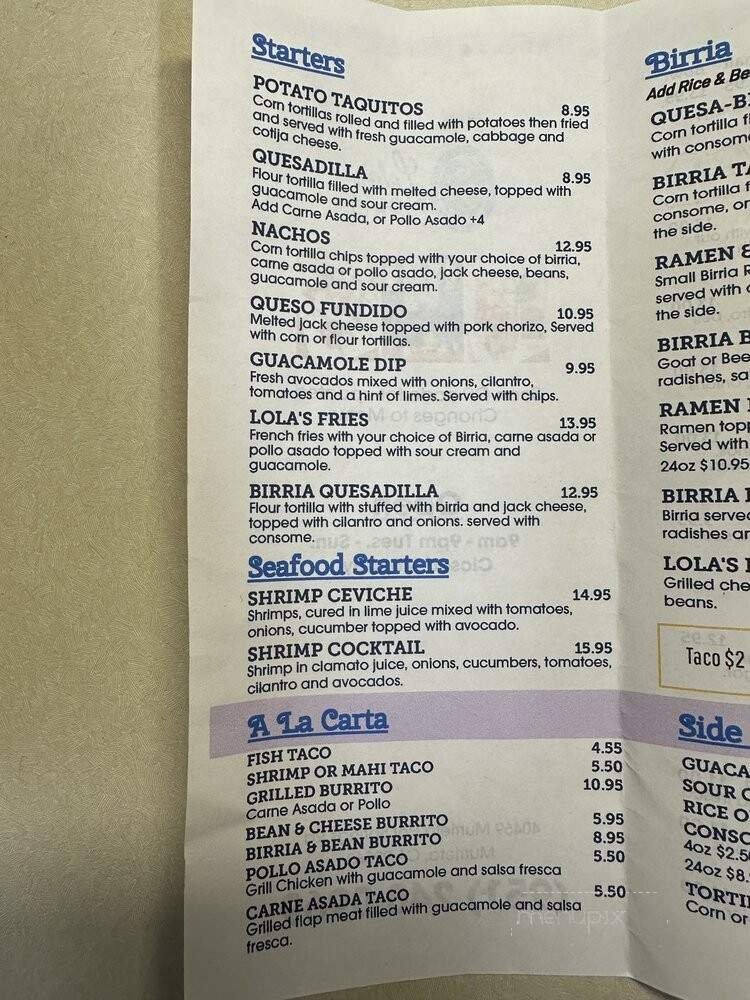 Starters
POTATO TAQUITOS 8.95
Corn tortillas rolled and filled with potatoes then fried
and served with fresh guacamole, cabbage and
cotija cheese.
QUESADILLA 8.95
Flour tortilla filled with melted cheese, topped with
guacamole and sour cream.
Add Carne Asada, or Pollo Asado +4
NACHOS 12.95
Corn tortilla chips topped with your choice of birria,
carne asada or pollo asado, jack cheese, beans,
guacamole and sour cream.
QUESO FUNDIDO 10.95
Melted jack cheese topped with pork chorizo, Served
with corn or flour tortillas.
GUACAMOLE DIP 9.95
Fresh avocados mixed with onions, cilantro,
tomatoes and a hint of limes. Served with chips.
LOLA'S FRIES 13.95
French fries with your choice of Birria, carne asada or
pollo asado topped with sour cream and
guacamole.
BIRRIA QUESADILLA 12.95
Flour tortilla with stuffed with birria and jack cheese,
topped with cilantro and onions. served with
consome.
Seafood Starters
SHRIMP CEVICHE 14.95
Shrimps, cured in lime juice mixed with tomatoes,
onions, cucumber topped with avocado.
SHRIMP COCKTAIL 15.95
Shrimp in clamato juice, onions, cucumbers, tomatoes,
cilantro and avocados.
A La Carta
FISH TACO 4.55
SHRIMP OR MAHI TACO 5.50
GRILLED BURRITO 10.95
Carne Asada or Pollo
BEAN & CHEESE BURRITO 5.95
BIRRIA & BEAN BURRITO 8.95
POLLO ASADO TACO 5.50
Grill Chicken with guacamole and salsa fresca
CARNE ASADA TACO 5.50
Grilled flap meat filled with guacamole and salsa
fresca.
Birria
Add Rice & Be
QUESA-B
Corn tortilla f
with consom
BIRRIA TA
Corn tortilla f
consome, or
the side.
RAMEN &
Small Birria R
served with
the side.
BIRRIA B
Goat or Bee
radishes, sa
RAMEN
Ramen topp
Served with
24oz $10.95
BIRRIA
Birria served
radishes an
LOLA'S
Grilled che
beans.
Taco $2
Side
GUACA
SOUR C
RICE O
CONSO
4oz $2.5
24oz $8.
TORTI
Corn or